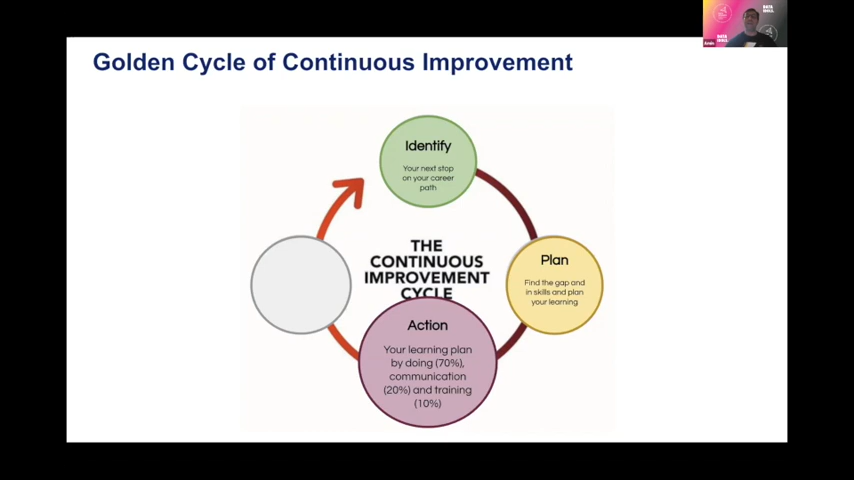 Golden Cycle of Continuous Improvement
Identify
Your next stop
on your career
path
THE
CONTINUOUS
IMPROVEMENT
CYCLE
Plan
Find the gap and
in skills and plan
your learning
Action
Your learning plan
by doing (70%),
communication
(20%) and training
(10%)
DATA
DATA